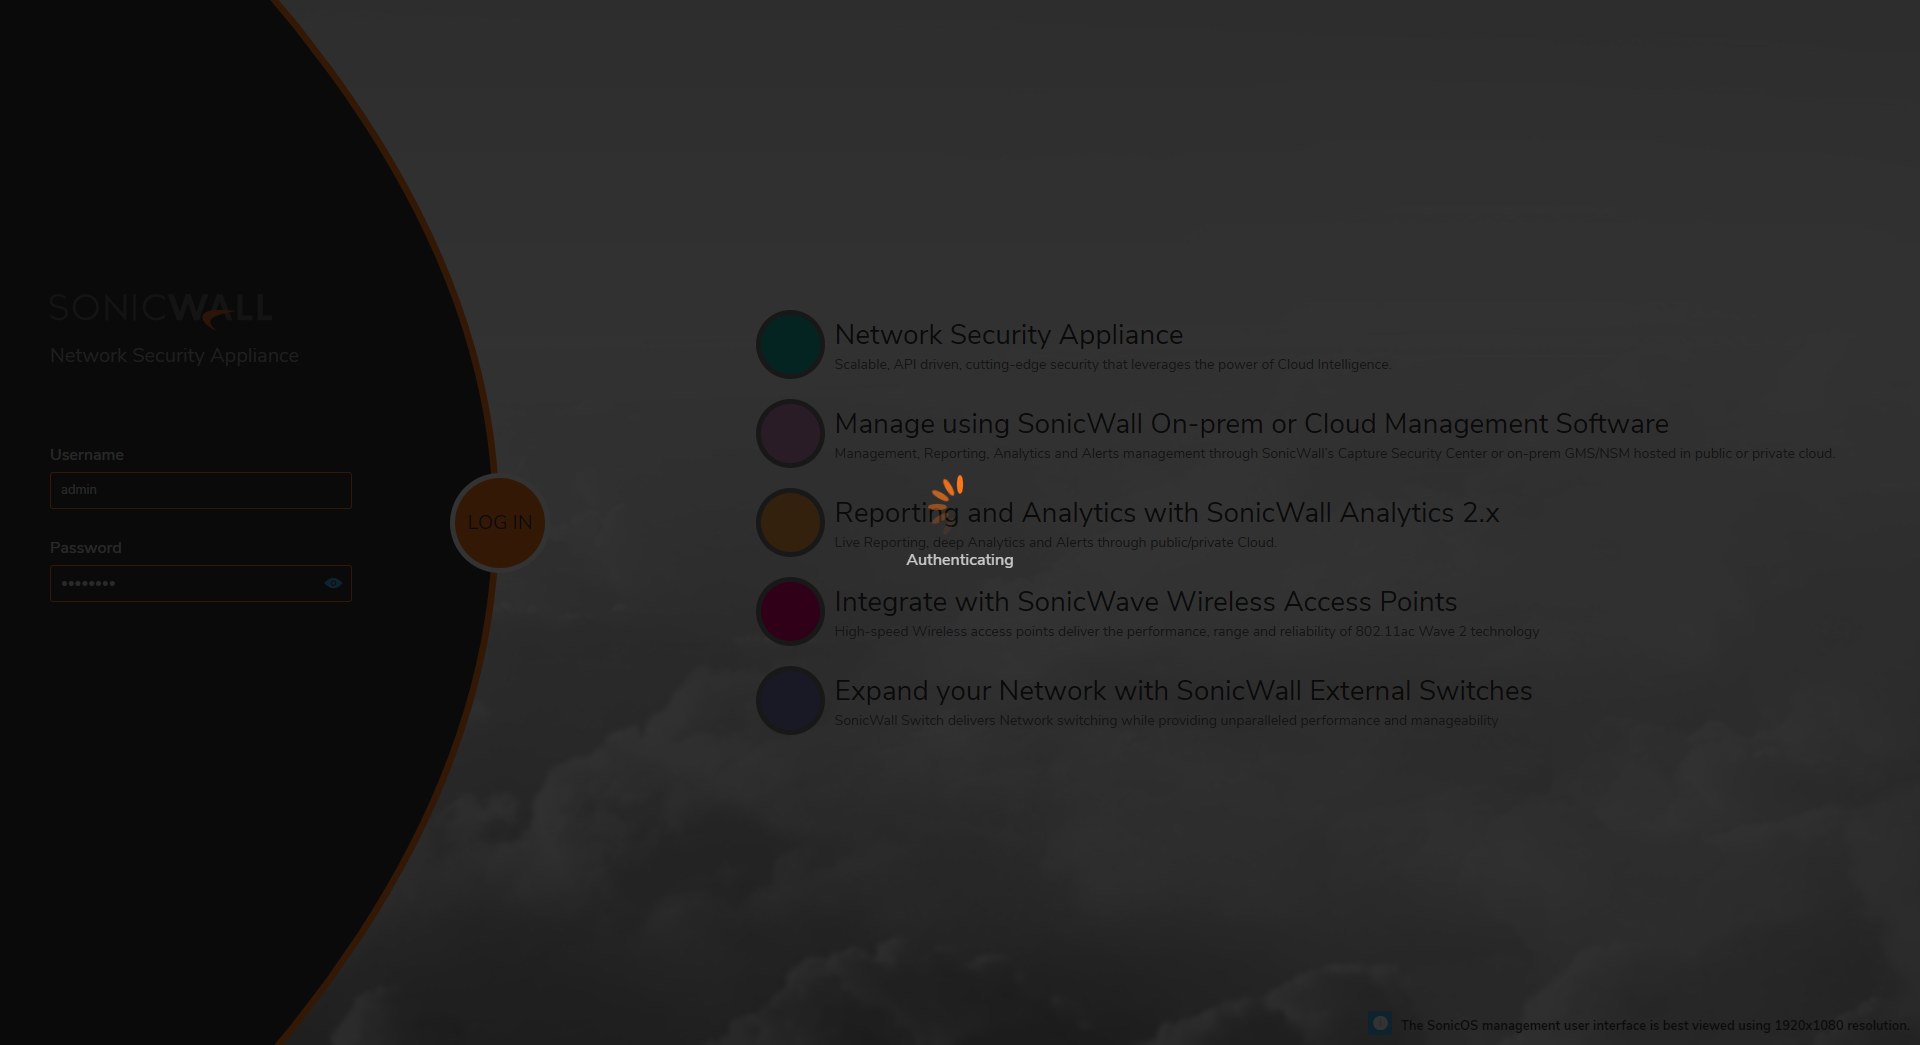 SONICWALL
Network Security Appliance
Username
admin
Password
••••••••
LOG IN
Network Security Appliance
Scalable, API driven, cutting-edge security that leverages the power of Cloud Intelligence.
Manage using SonicWall On-prem or Cloud Management Software
Management, Reporting, Analytics and Alerts management through SonicWall's Capture Security Center or on-prem GMS/NSM hosted in public or private cloud.
Reporting and Analytics with SonicWall Analytics 2.x
Live Reporting, deep Analytics and Alerts through public/private Cloud.
Authenticating
Integrate with SonicWave Wireless Access Points
High-speed Wireless access points deliver the performance, range and reliability of 802.11ac Wave 2 technology
Expand your Network with SonicWall External Switches
SonicWall Switch delivers Network switching while providing unparalleled performance and manageability
The SonicOS management user interface is best viewed using 1920x1080 resolution.